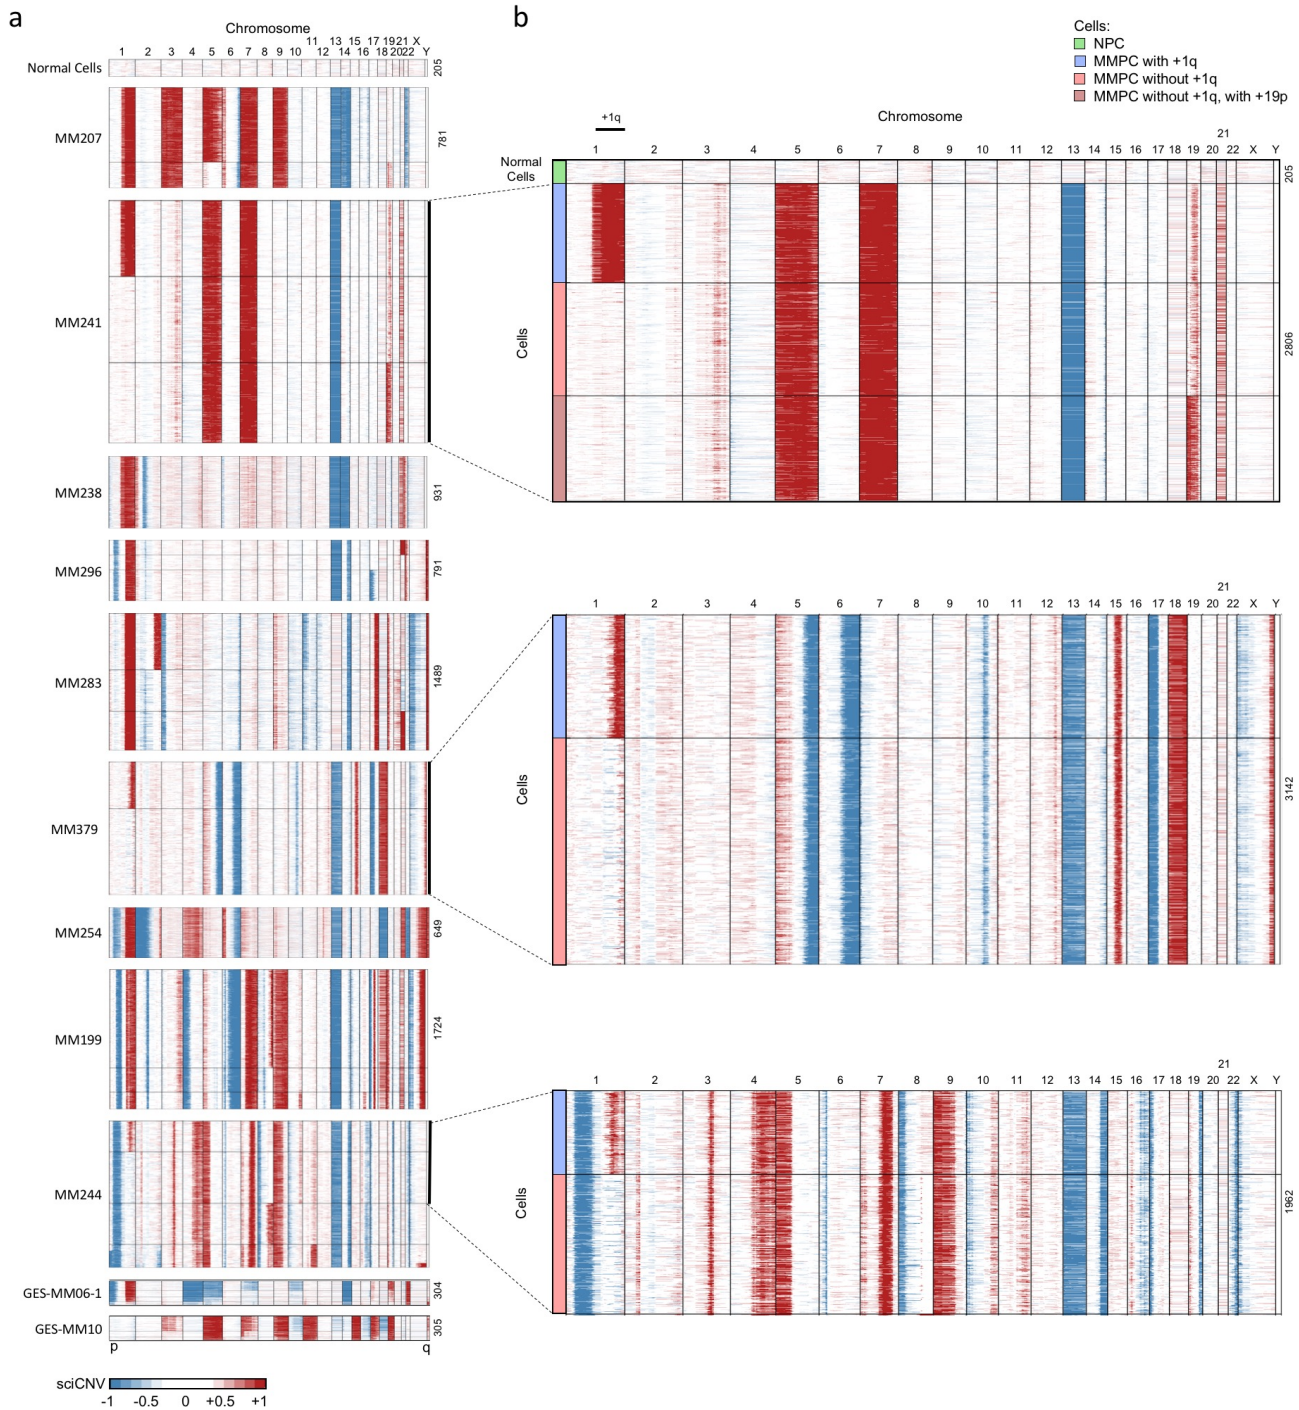 a
Chromosome
1 2 3 4 5 6 7 8 9 10 11 12 13 14 15 16 17 18 19 20 21 22 X Y
Normal Cells
205
MM207
781
MM241
MM238
931
MM296
791
MM283
1489
MM379
MM254
649
MM199
1724
MM244
GES-MM06-1
304
GES-MM10
305
p
q
sciCNV
-1 -0.5 0 +0.5 +1
b
Cells:
NPC
MMPC with +1q
MMPC without +1q
MMPC without +1q, with +19p
+1q
Chromosome
21
1 2 3 4 5 6 7 8 9 10 11 12 13 14 15 16 17 18 19 20 22 X Y
Normal
Cells
205
Cells
2806
21
1 2 3 4 5 6 7 8 9 10 11 12 13 15 16 17 18 19 20 22 X Y
Cells
3142
21
1 2 3 4 5 6 7 8 9 10 11 12 13 14 15 16 17 18 19 20 22 X Y
Cells
1962